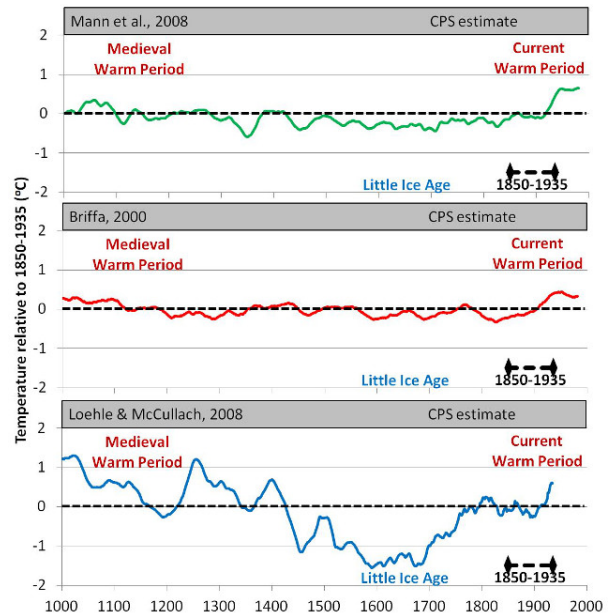 Mann et al., 2008 CPS estimate
2
Medieval
Warm Period
Current
Warm Period
1
0
-1
Little Ice Age
1850-1935
-2
Temperature relative to 1850-1935 (°C)
Briffa, 2000 CPS estimate
2
Medieval
Warm Period
Current
Warm Period
1
0
-1
Little Ice Age
1850-1935
-2
Loehle & McCullach, 2008 CPS estimate
2
Medieval
Warm Period
Current
Warm Period
1
0
-1
Little Ice Age
1850-1935
-2
1000 1100 1200 1300 1400 1500 1600 1700 1800 1900 2000